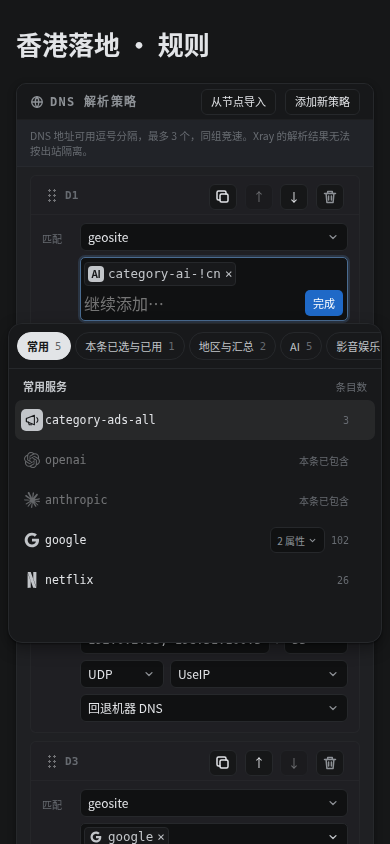 香港落地 · 规则
DNS 解析策略
从节点导入
添加新策略
DNS 地址可用逗号分隔，最多 3 个，同组竞速。Xray 的解析结果无法
按出站隔离。
D1
匹配
geosite
AI category-ai-!cn ×
继续添加…
完成
常用 5
本条已选与已用 1
地区与汇总 2
AI 5
影音娱乐
常用服务
条目数
category-ads-all
3
openai
本条已包含
anthropic
本条已包含
google
2 属性
102
netflix
26
UDP
UseIP
回退机器 DNS
D3
匹配
geosite
google ×